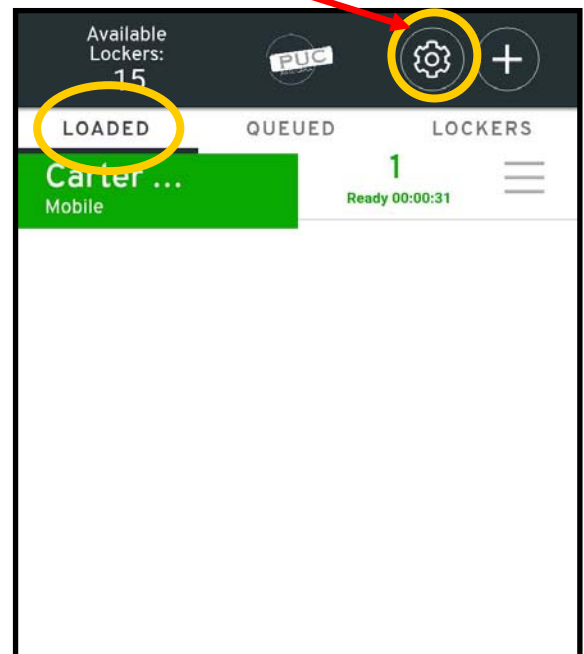 Available
Lockers:
15
PUC
LOADED
QUEUED
LOCKERS
Carter ...
Mobile
1
Ready 00:00:31